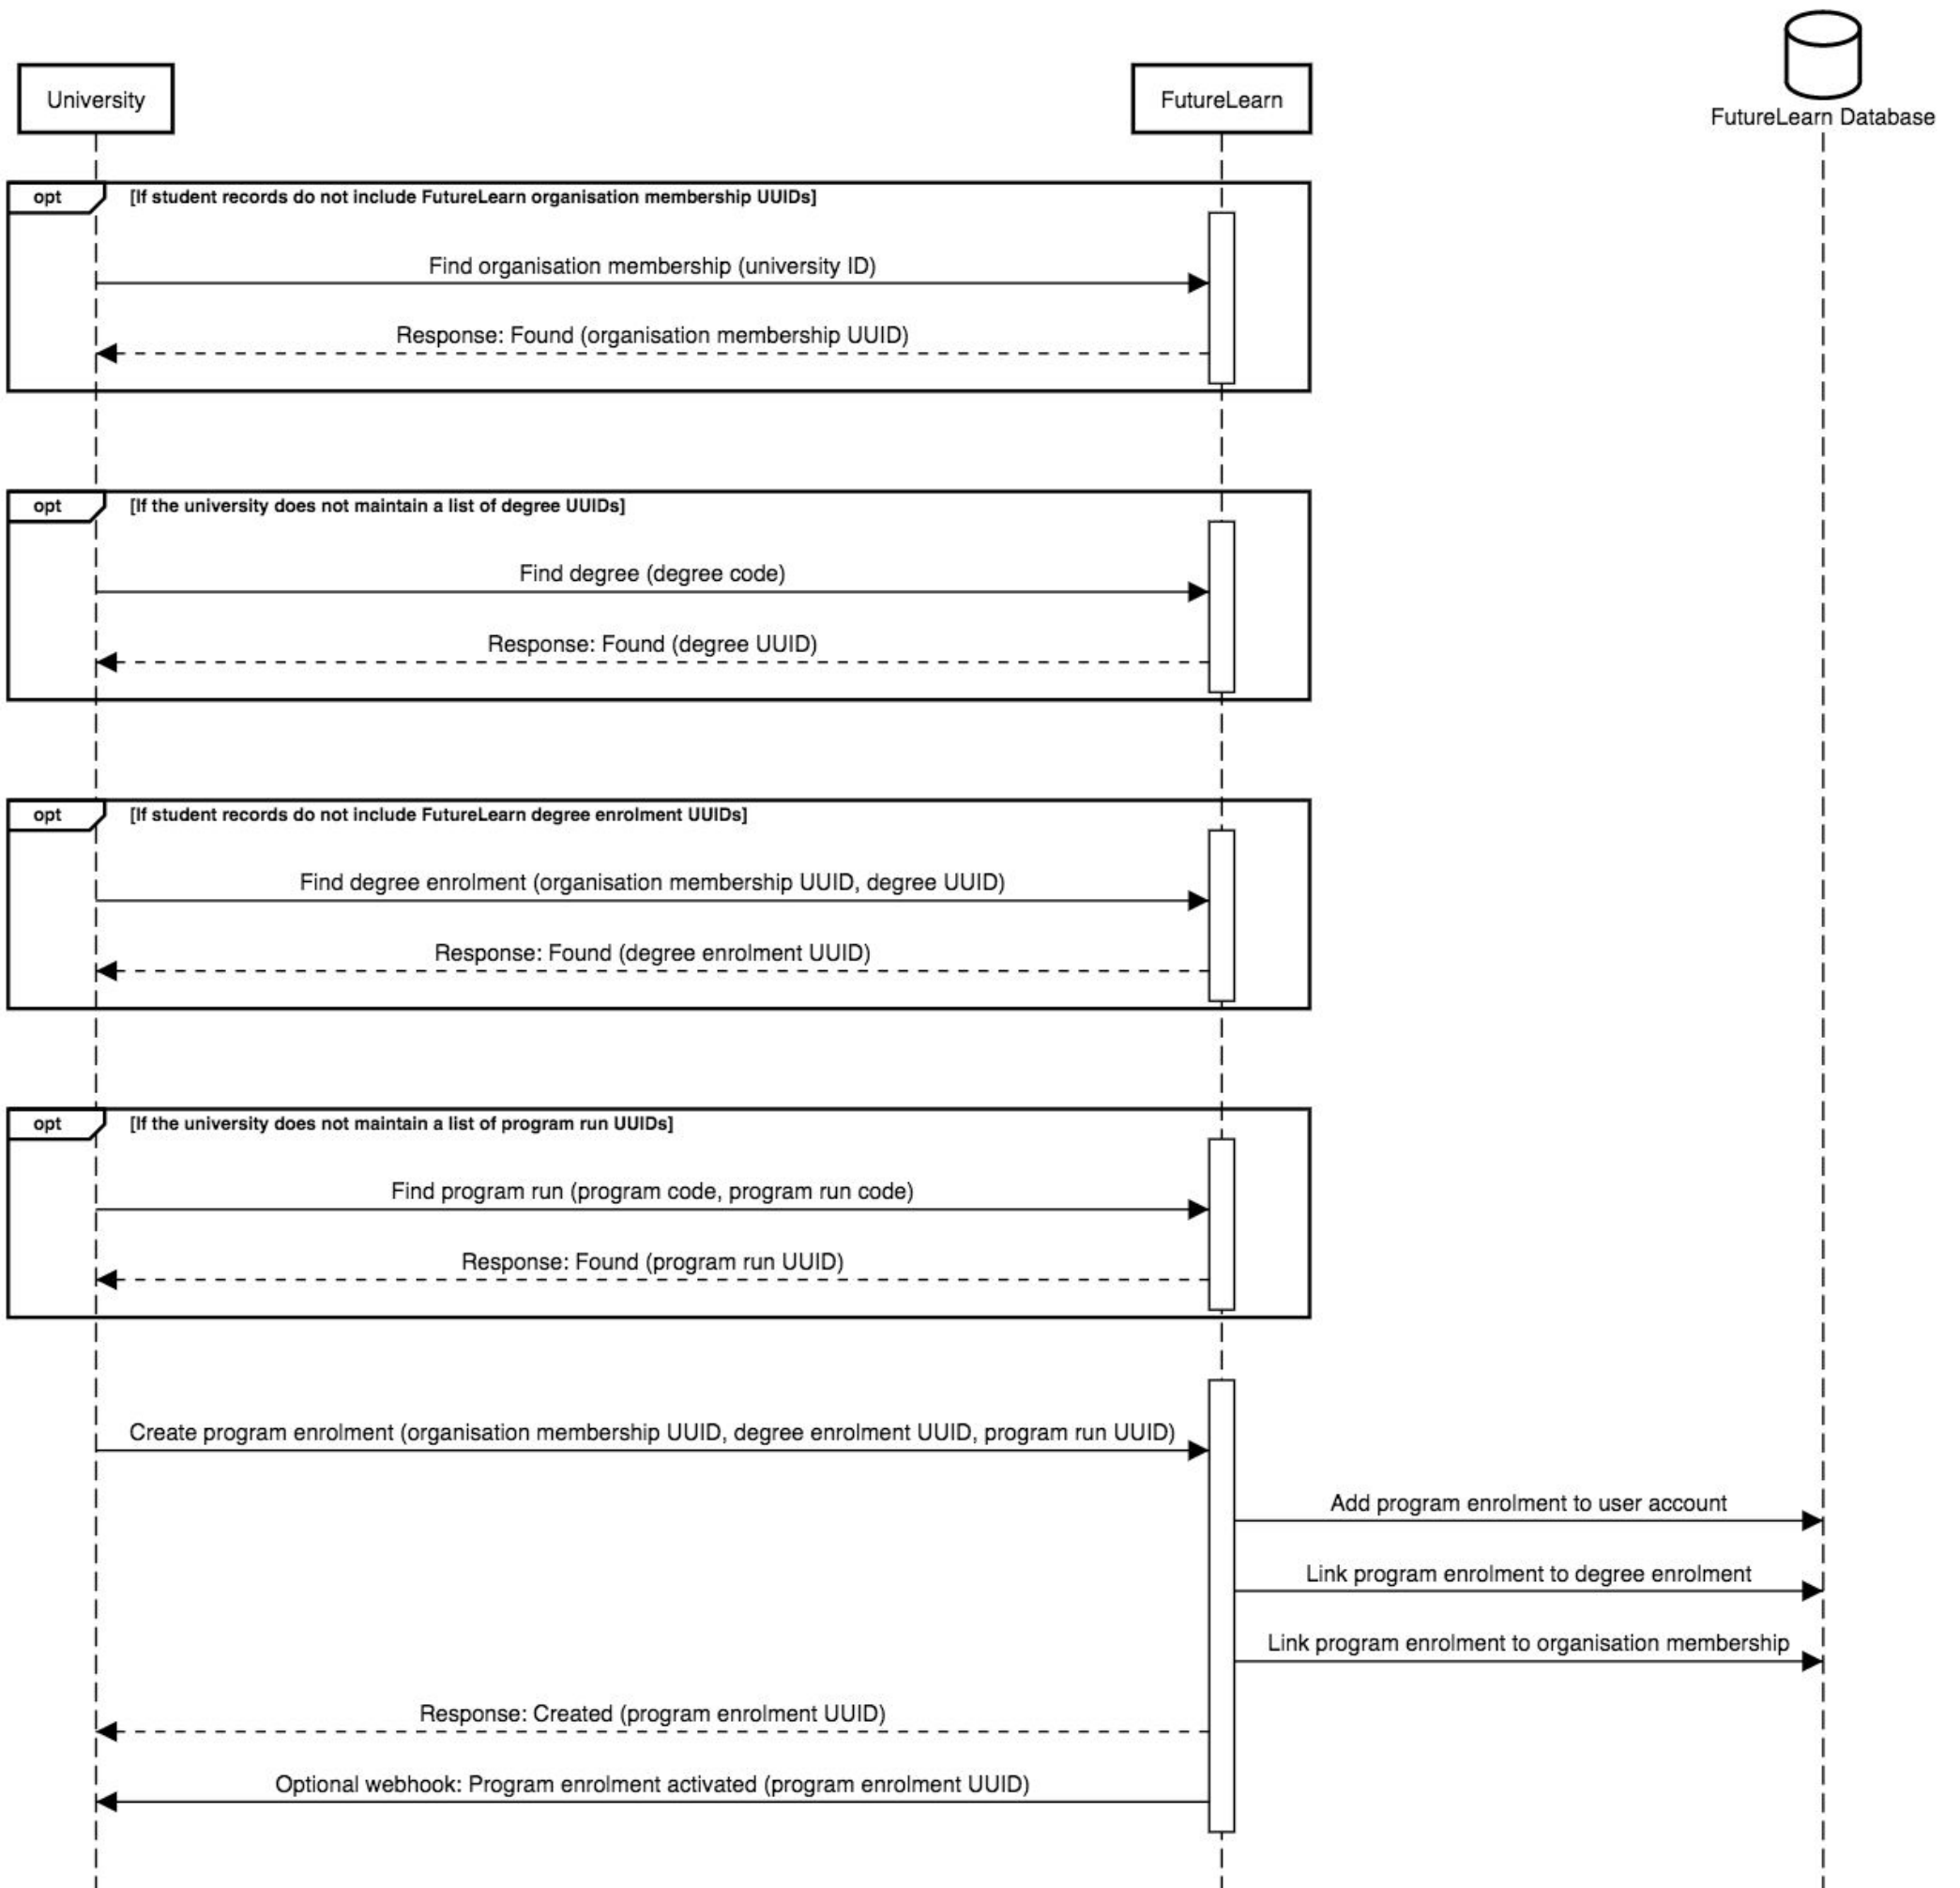 University
FutureLearn
FutureLearn Database
opt
[If student records do not include FutureLearn organisation membership UUIDs]
Find organisation membership (university ID)
Response: Found (organisation membership UUID)
opt
[If the university does not maintain a list of degree UUIDs]
Find degree (degree code)
Response: Found (degree UUID)
opt
[If student records do not include FutureLearn degree enrolment UUIDs]
Find degree enrolment (organisation membership UUID, degree UUID)
Response: Found (degree enrolment UUID)
opt
[If the university does not maintain a list of program run UUIDs]
Find program run (program code, program run code)
Response: Found (program run UUID)
Create program enrolment (organisation membership UUID, degree enrolment UUID, program run UUID)
Add program enrolment to user account
Link program enrolment to degree enrolment
Link program enrolment to organisation membership
Response: Created (program enrolment UUID)
Optional webhook: Program enrolment activated (program enrolment UUID)